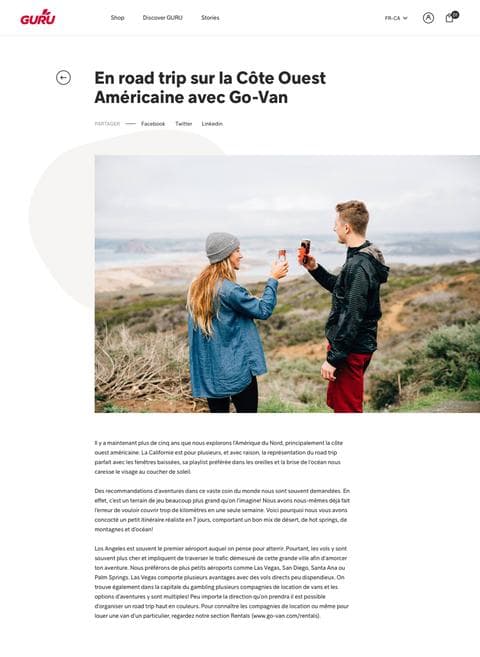 GURU
Shop
Discover GURU
Stories
FR-CA
En road trip sur la Côte Ouest
Américaine avec Go-Van
PARTAGER
Facebook
Twitter
Linkedin
Il y a maintenant plus de cinq ans que nous explorons l'Amérique du Nord, principalement la côte
ouest américaine. La Californie est pour plusieurs, et avec raison, la représentation du road trip
parfait avec les fenêtres baissées, sa playlist préférée dans les oreilles et la brise de l'océan nous
caresse le visage au coucher de soleil.
Des recommandations d'aventures dans ce vaste coin du monde nous sont souvent demandées. En
effet, c'est un terrain de jeu beaucoup plus grand qu'on l'imagine! Nous avons nous-mêmes déjà fait
l'erreur de vouloir couvrir trop de kilomètres en une seule semaine. Voici pourquoi nous vous avons
concocté un petit itinéraire réaliste en 7 jours, comportant un bon mix de désert, de hot springs, de
montagnes et d'océan!
Los Angeles est souvent le premier aéroport auquel on pense pour atterrir. Pourtant, les vols y sont
souvent plus cher et impliquent de traverser le trafic démesuré de cette grande ville afin d'amorcer
ton aventure. Nous préférons de plus petits aéroports comme Las Vegas, San Diego, Santa Ana ou
Palm Springs. Las Vegas comporte plusieurs avantages avec des vols directs peu dispendieux. On
trouve également dans la capitale du gambling plusieurs compagnies de location de vans et les
options d'aventures y sont multiples! Peu importe la direction qu'on prendra il est possible
d'organiser un road trip haut en couleurs. Pour connaître les compagnies de location ou même pour
louer une van d'un particulier, regardez notre section Rentals (www.go-van.com/rentals).